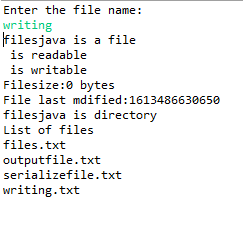 Enter the file name:
writing
filesjava is a file
is readable
is writable
Filesize:0 bytes
File last mdified:1613486630650
filesjava is directory
List of files
files.txt
outputfile.txt
serializefile.txt
writing.txt